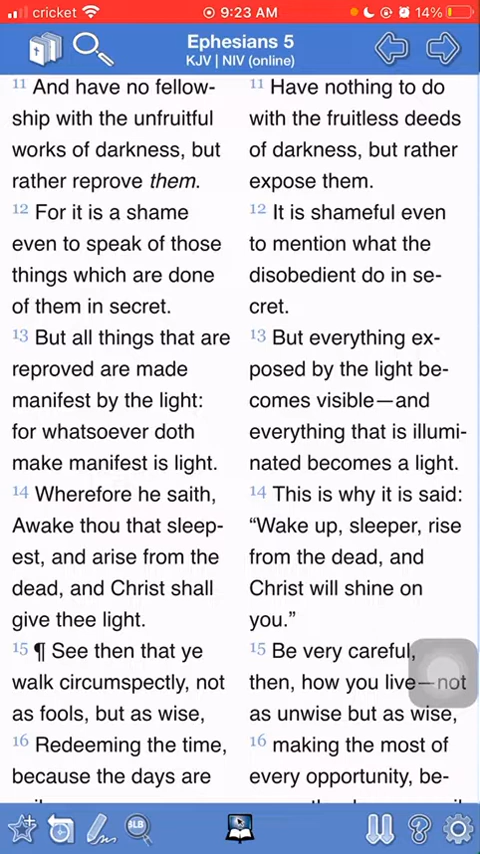 cricket 9:23 AM 14%
Ephesians 5
KJV | NIV (online)
11 And have no fellow-
ship with the unfruitful
works of darkness, but
rather reprove them.
12 For it is a shame
even to speak of those
things which are done
of them in secret.
13 But all things that are
reproved are made
manifest by the light:
for whatsoever doth
make manifest is light.
14 Wherefore he saith,
Awake thou that sleep-
est, and arise from the
dead, and Christ shall
give thee light.
15 ¶ See then that ye
walk circumspectly, not
as fools, but as wise,
16 Redeeming the time,
because the days are
11 Have nothing to do
with the fruitless deeds
of darkness, but rather
expose them.
12 It is shameful even
to mention what the
disobedient do in se-
cret.
13 But everything ex-
posed by the light be-
comes visible—and
everything that is illumi-
nated becomes a light.
14 This is why it is said:
“Wake up, sleeper, rise
from the dead, and
Christ will shine on
you.”
15 Be very careful,
then, how you live—not
as unwise but as wise,
16 making the most of
every opportunity, be-
BLB